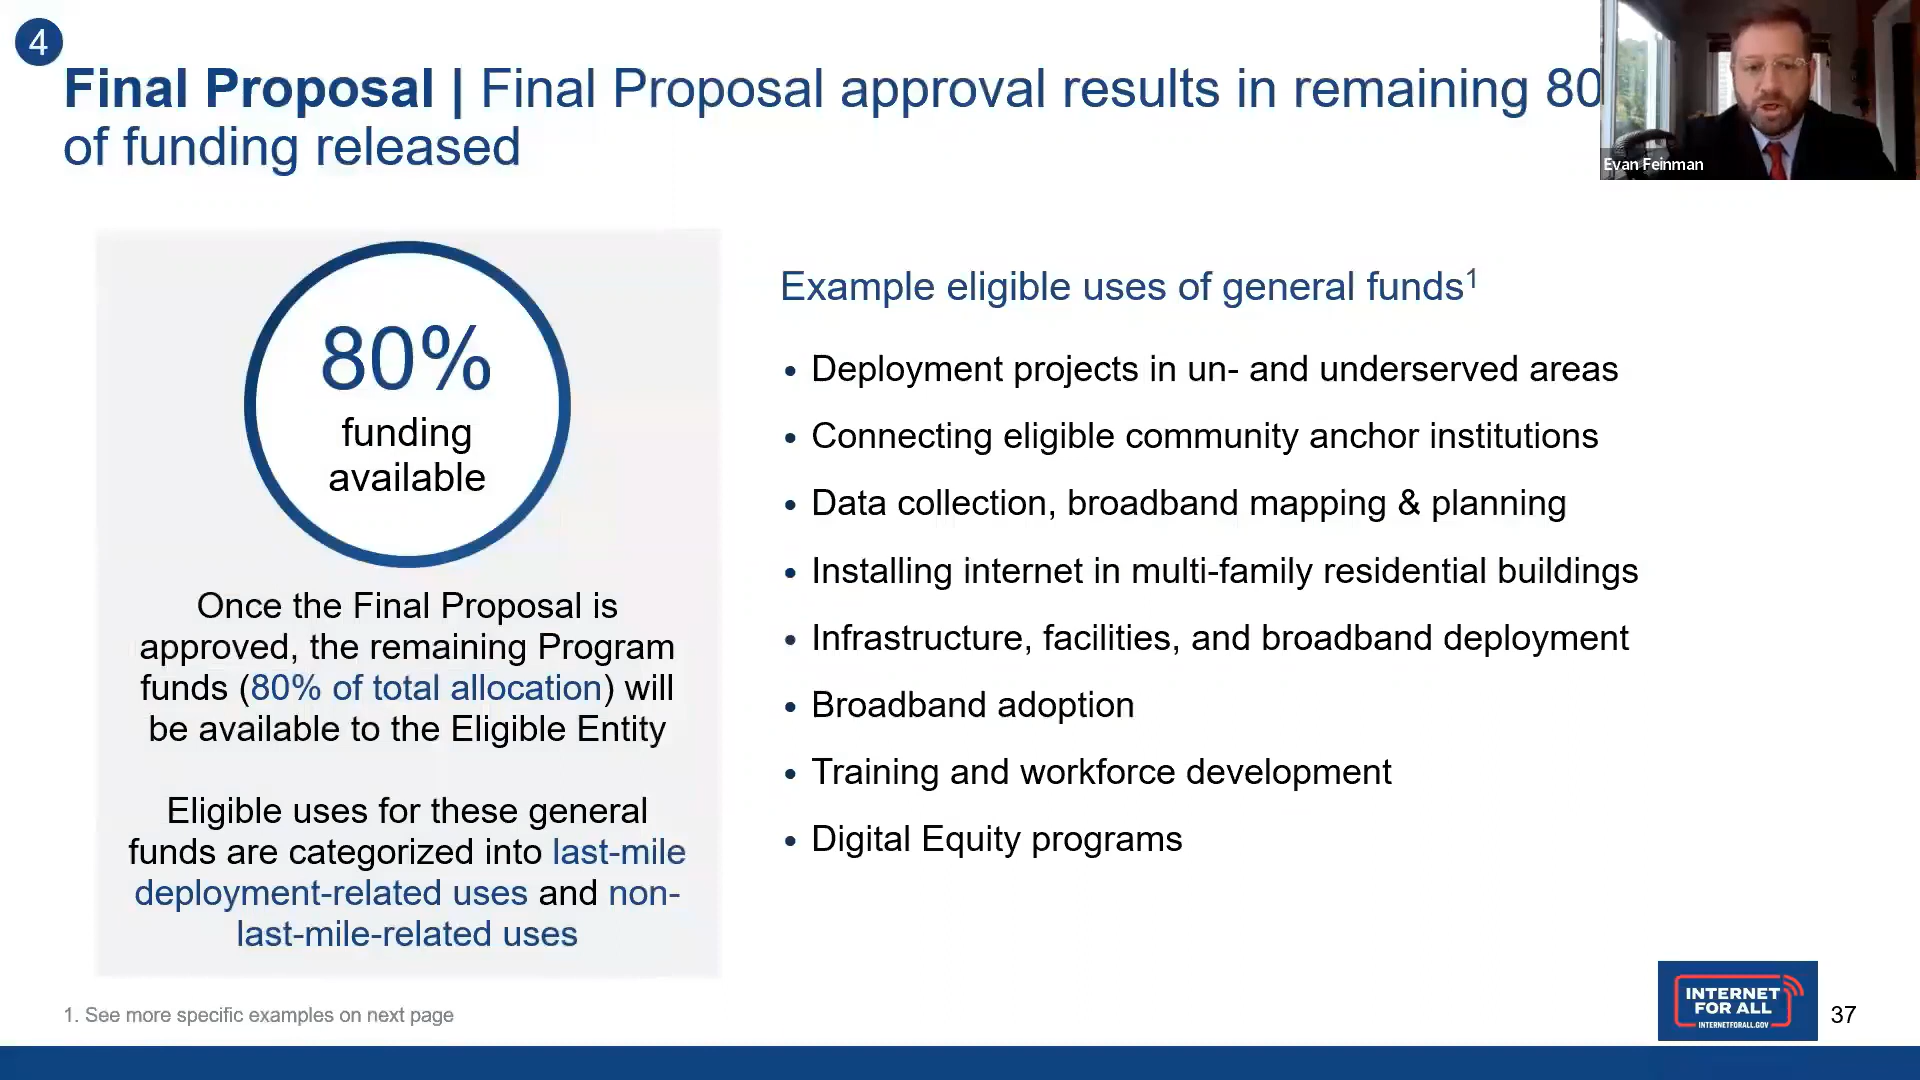 4
Final Proposal | Final Proposal approval results in remaining 80
of funding released
Evan Feinman
80%
funding
available
Once the Final Proposal is
approved, the remaining Program
funds (80% of total allocation) will
be available to the Eligible Entity
Eligible uses for these general
funds are categorized into last-mile
deployment-related uses and non-
last-mile-related uses
Example eligible uses of general funds¹
• Deployment projects in un- and underserved areas
• Connecting eligible community anchor institutions
• Data collection, broadband mapping & planning
• Installing internet in multi-family residential buildings
• Infrastructure, facilities, and broadband deployment
• Broadband adoption
• Training and workforce development
• Digital Equity programs
1. See more specific examples on next page
INTERNET
FOR ALL
INTERNETFORALL.GOV
37